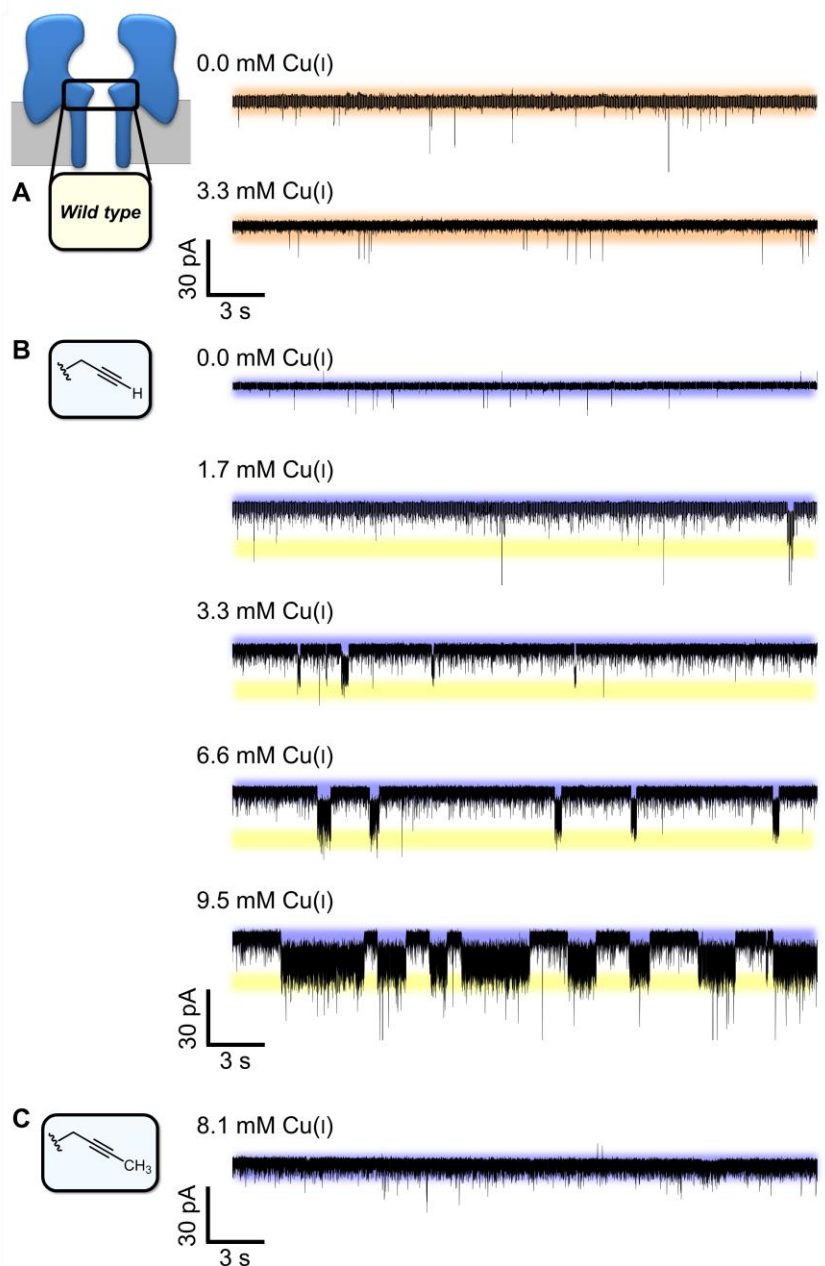 0.0 mM Cu(I)
A
Wild type
3.3 mM Cu(I)
30 pA
3 s
B
H
0.0 mM Cu(I)
1.7 mM Cu(I)
3.3 mM Cu(I)
6.6 mM Cu(I)
9.5 mM Cu(I)
30 pA
3 s
C
CH₃
8.1 mM Cu(I)
30 pA
3 s